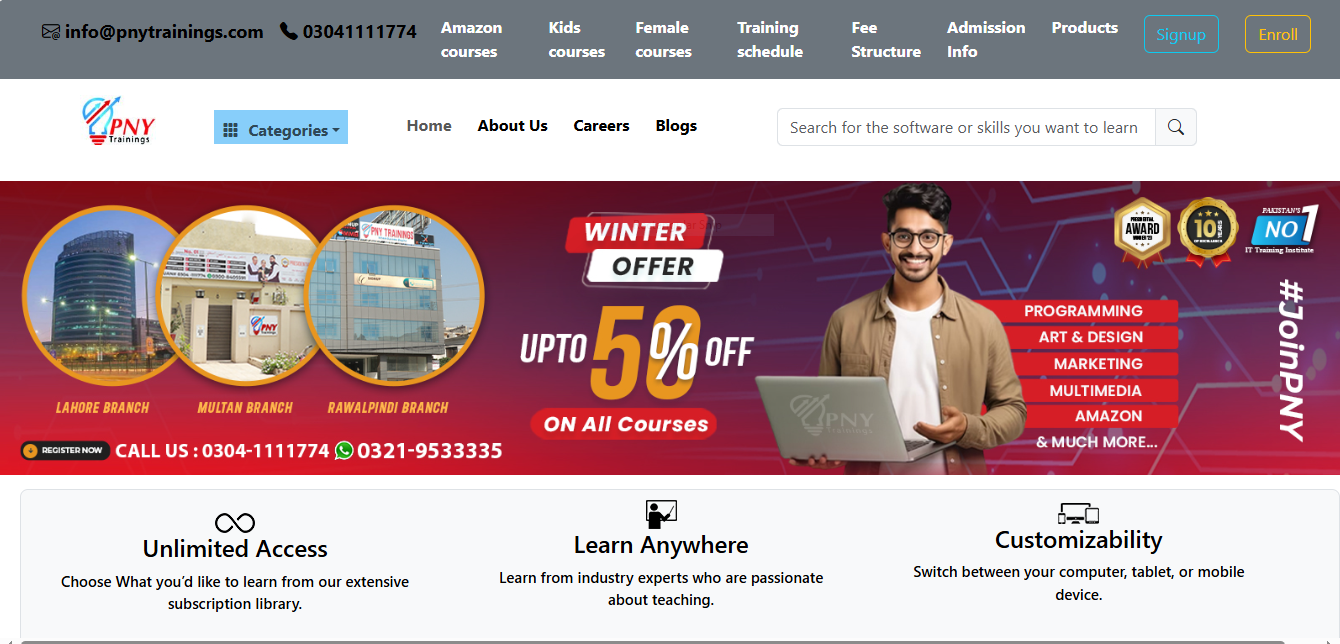 info@pnytrainings.com
03041111774
Amazon courses
Kids courses
Female courses
Training schedule
Fee Structure
Admission Info
Products
Signup
Enroll
PNY
Trainings
Categories
Home
About Us
Careers
Blogs
Search for the software or skills you want to learn
WINTER
OFFER
UPTO 50% OFF
ON All Courses
LAHORE BRANCH
MULTAN BRANCH
RAWALPINDI BRANCH
REGISTER NOW
CALL US : 0304-1111774
0321-9533335
PNY TRAININGS
PNY
PNY
Trainings
PROGRAMMING
ART & DESIGN
MARKETING
MULTIMEDIA
AMAZON
& MUCH MORE...
AWARD
10
YEARS
PAKISTAN'S
NO 1
IT Training Institute
#JoinPNY
Unlimited Access
Choose What you’d like to learn from our extensive
subscription library.
Learn Anywhere
Learn from industry experts who are passionate
about teaching.
Customizability
Switch between your computer, tablet, or mobile
device.